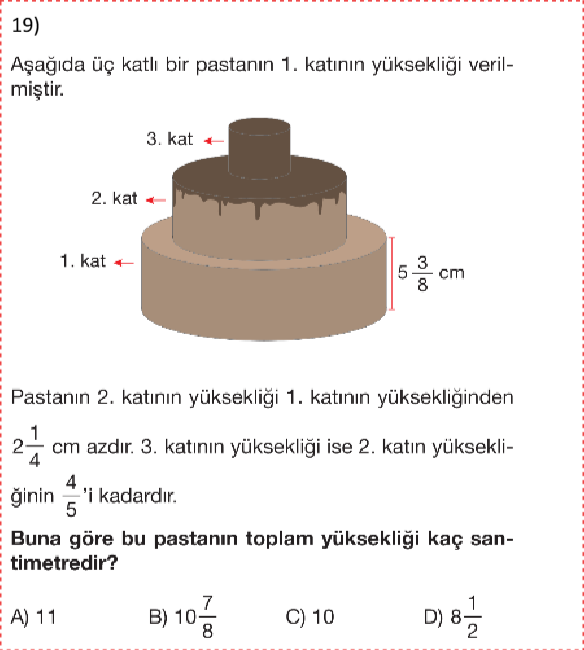 19)
Aşağıda üç katlı bir pastanın 1. katının yüksekliği veril-
miştir.
3. kat
2. kat
1. kat
5 3/8 cm
Pastanın 2. katının yüksekliği 1. katının yüksekliğinden
2 1/4 cm azdır. 3. katının yüksekliği ise 2. katın yüksekli-
ğinin 4/5 'i kadardır.
Buna göre bu pastanın toplam yüksekliği kaç san-
timetredir?
A) 11 B) 10 7/8 C) 10 D) 8 1/2